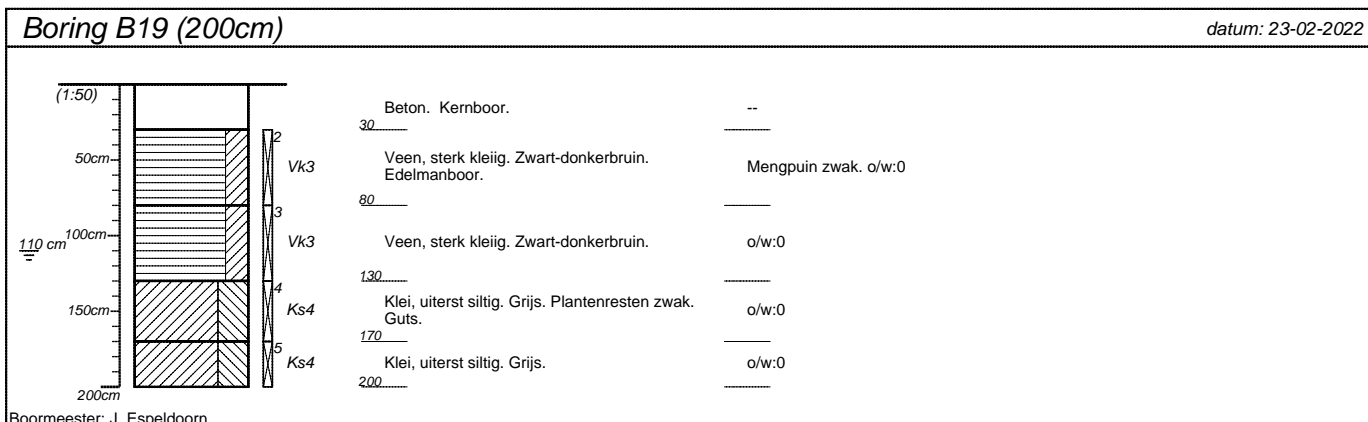 Boring B19 (200cm)
datum: 23-02-2022
(1:50)
Beton. Kernboor.
--
30
2
50cm
Vk3
Veen, sterk kleiig. Zwart-donkerbruin.
Edelmanboor.
Mengpuin zwak. o/w:0
80
3
110 cm
100cm
Vk3
Veen, sterk kleiig. Zwart-donkerbruin.
o/w:0
130
4
150cm
Ks4
Klei, uiterst siltig. Grijs. Plantenresten zwak.
Guts.
o/w:0
170
5
Ks4
Klei, uiterst siltig. Grijs.
o/w:0
200
200cm
Boormeester: J. Espeldoorn